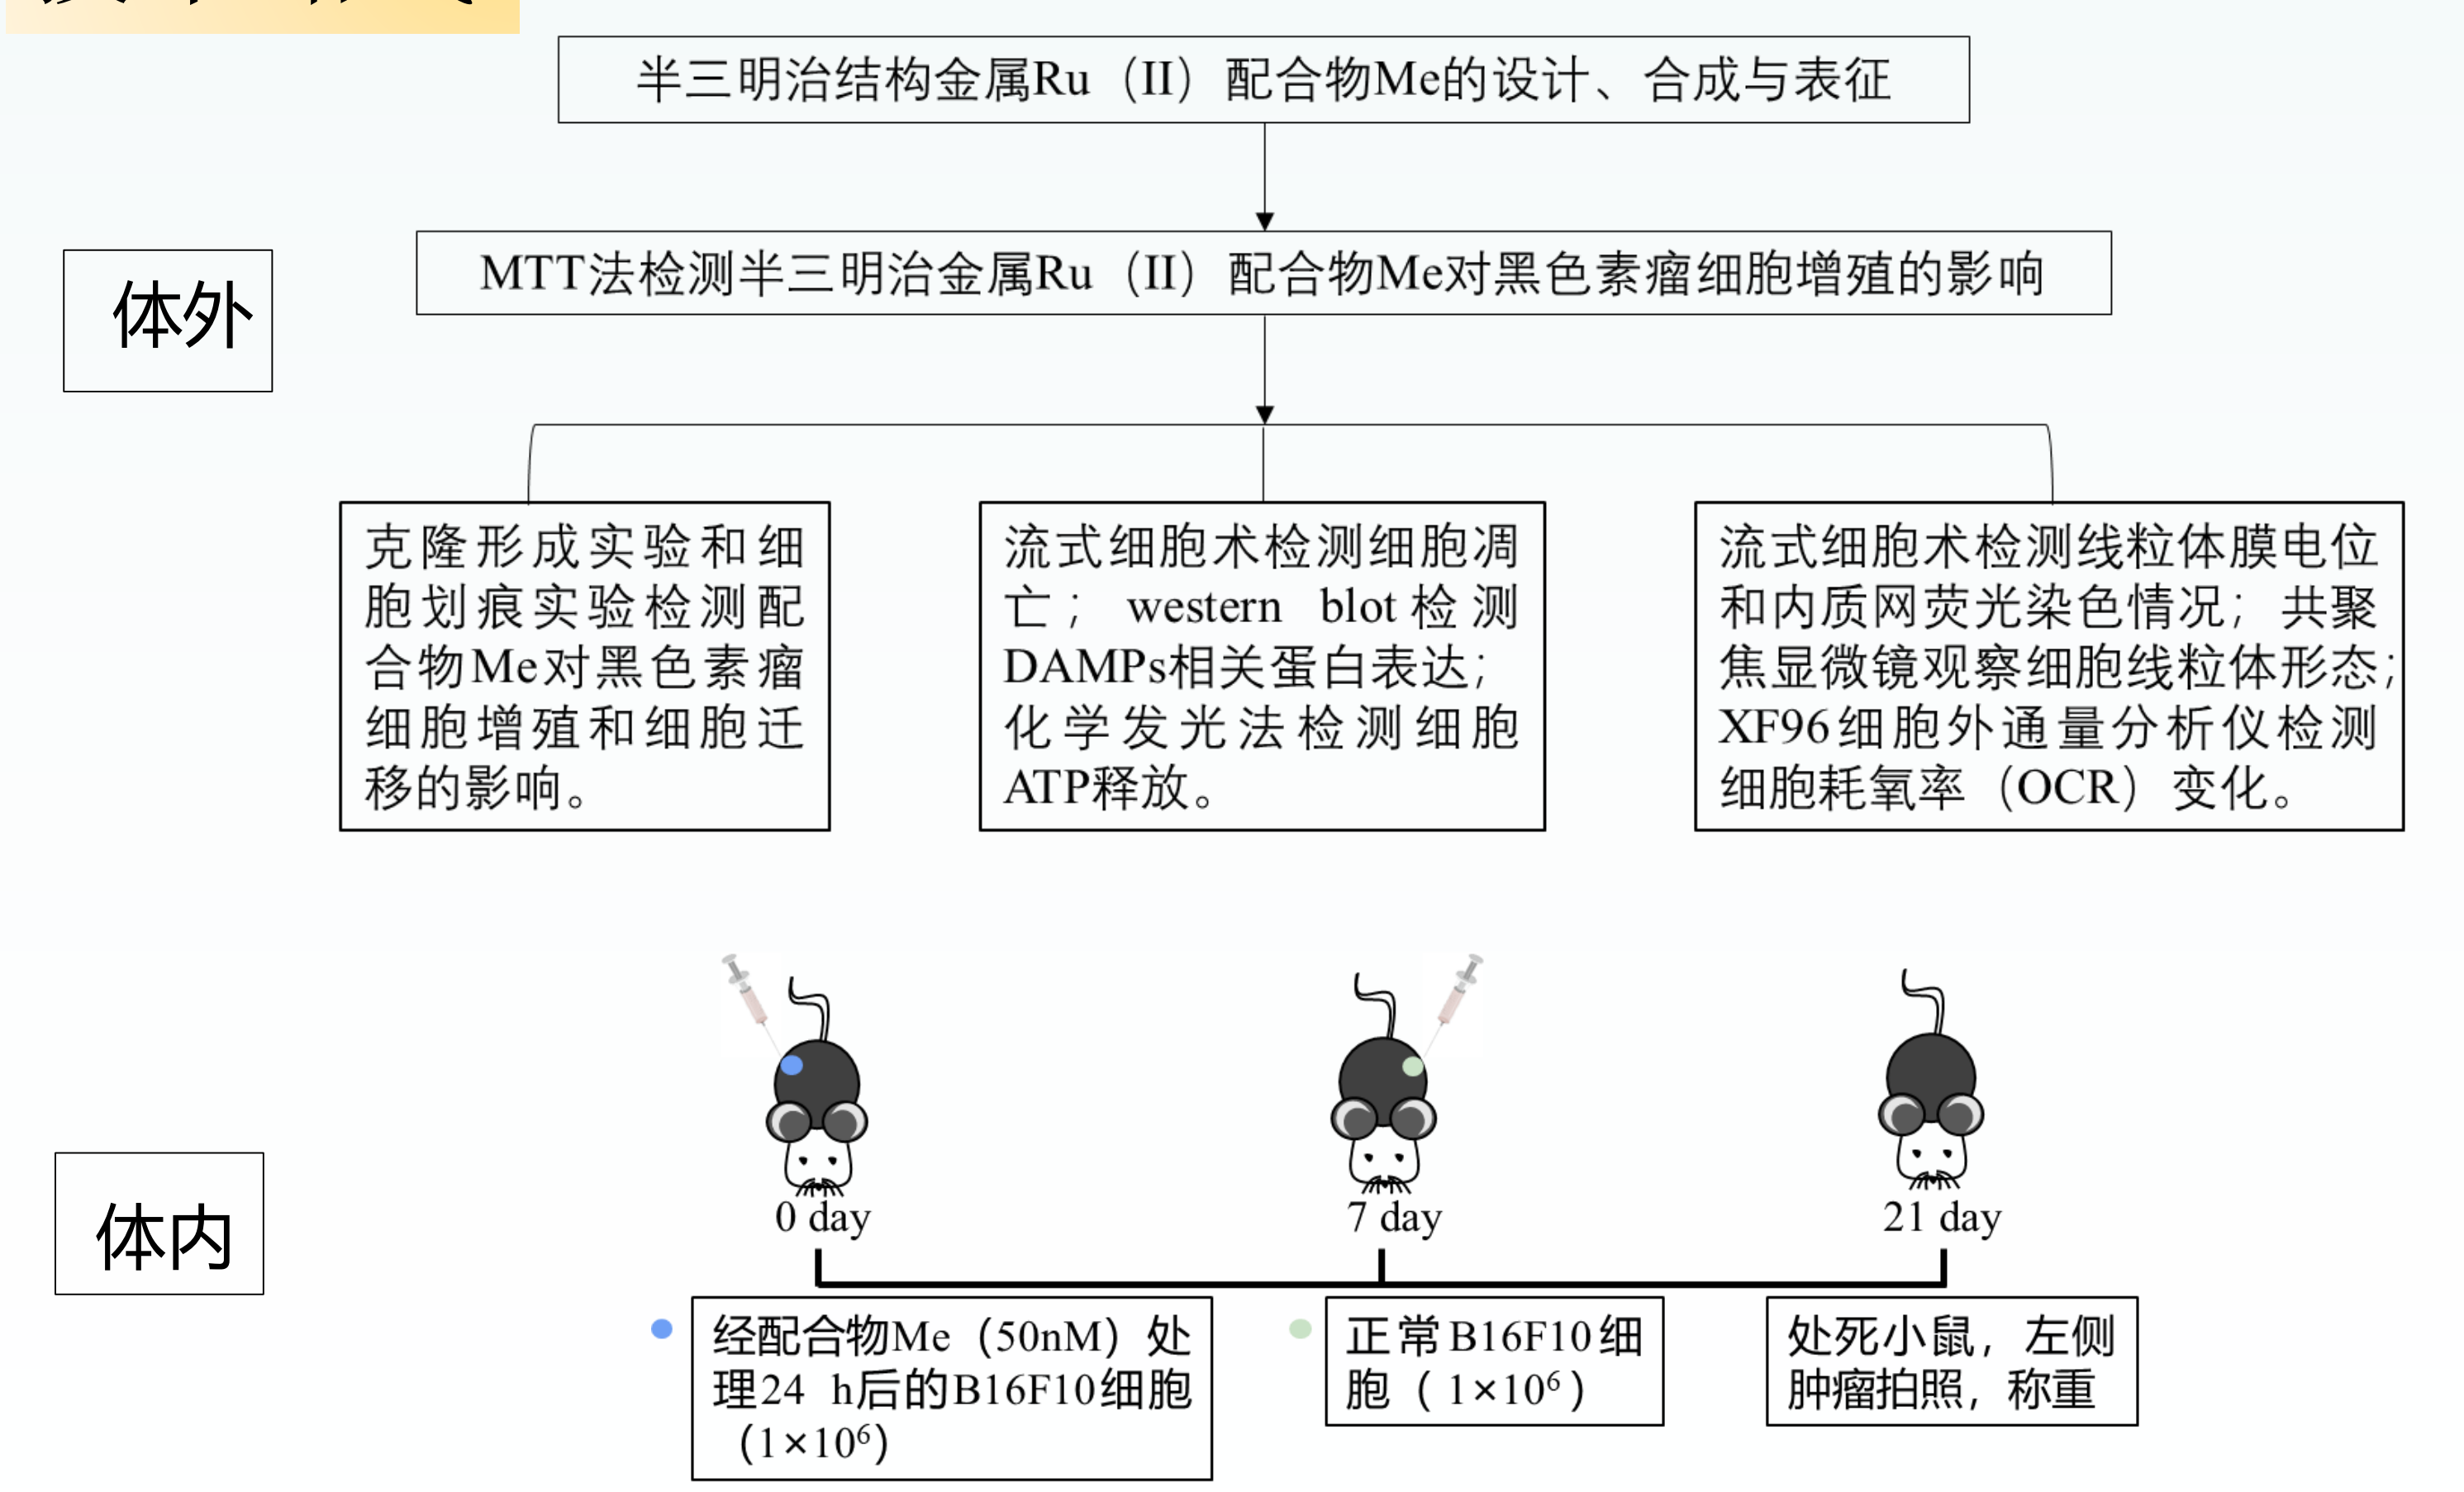 半三明治结构金属Ru（II）配合物Me的设计、合成与表征
MTT法检测半三明治金属Ru（II）配合物Me对黑色素瘤细胞增殖的影响
体外
克隆形成实验和细
胞划痕实验检测配
合物Me对黑色素瘤
细胞增殖和细胞迁
移的影响。
流式细胞术检测细胞凋
亡；western blot检测
DAMPs相关蛋白表达；
化学发光法检测细胞
ATP释放。
流式细胞术检测线粒体膜电位
和内质网荧光染色情况；共聚
焦显微镜观察细胞线粒体形态；
XF96细胞外通量分析仪检测
细胞耗氧率（OCR）变化。
体内
0 day
7 day
21 day
经配合物Me（50nM）处
理24 h后的B16F10细胞
（1×10⁶）
正常B16F10细
胞（ 1×10⁶）
处死小鼠，左侧
肿瘤拍照，称重